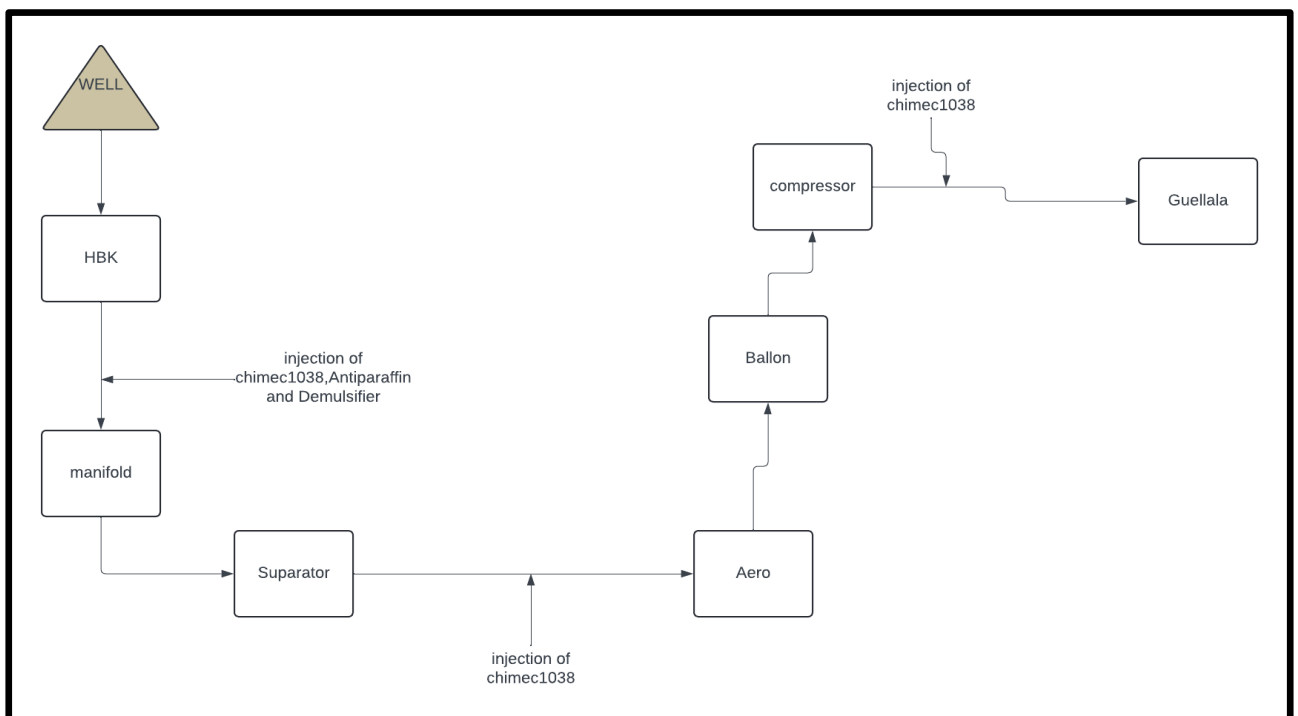 WELL
HBK
injection of
chimec1038,Antiparaffin
and Demulsifier
manifold
Suparator
injection of
chimec1038
Aero
Ballon
compressor
injection of
chimec1038
Guellala